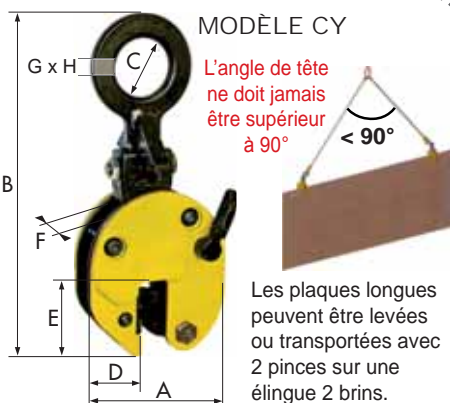 MODÈLE CY
G x H
C
L'angle de tête
ne doit jamais
être supérieur
à 90°
< 90°
B
F
E
D
A
Les plaques longues
peuvent être levées
ou transportées avec
2 pinces sur une
élingue 2 brins.